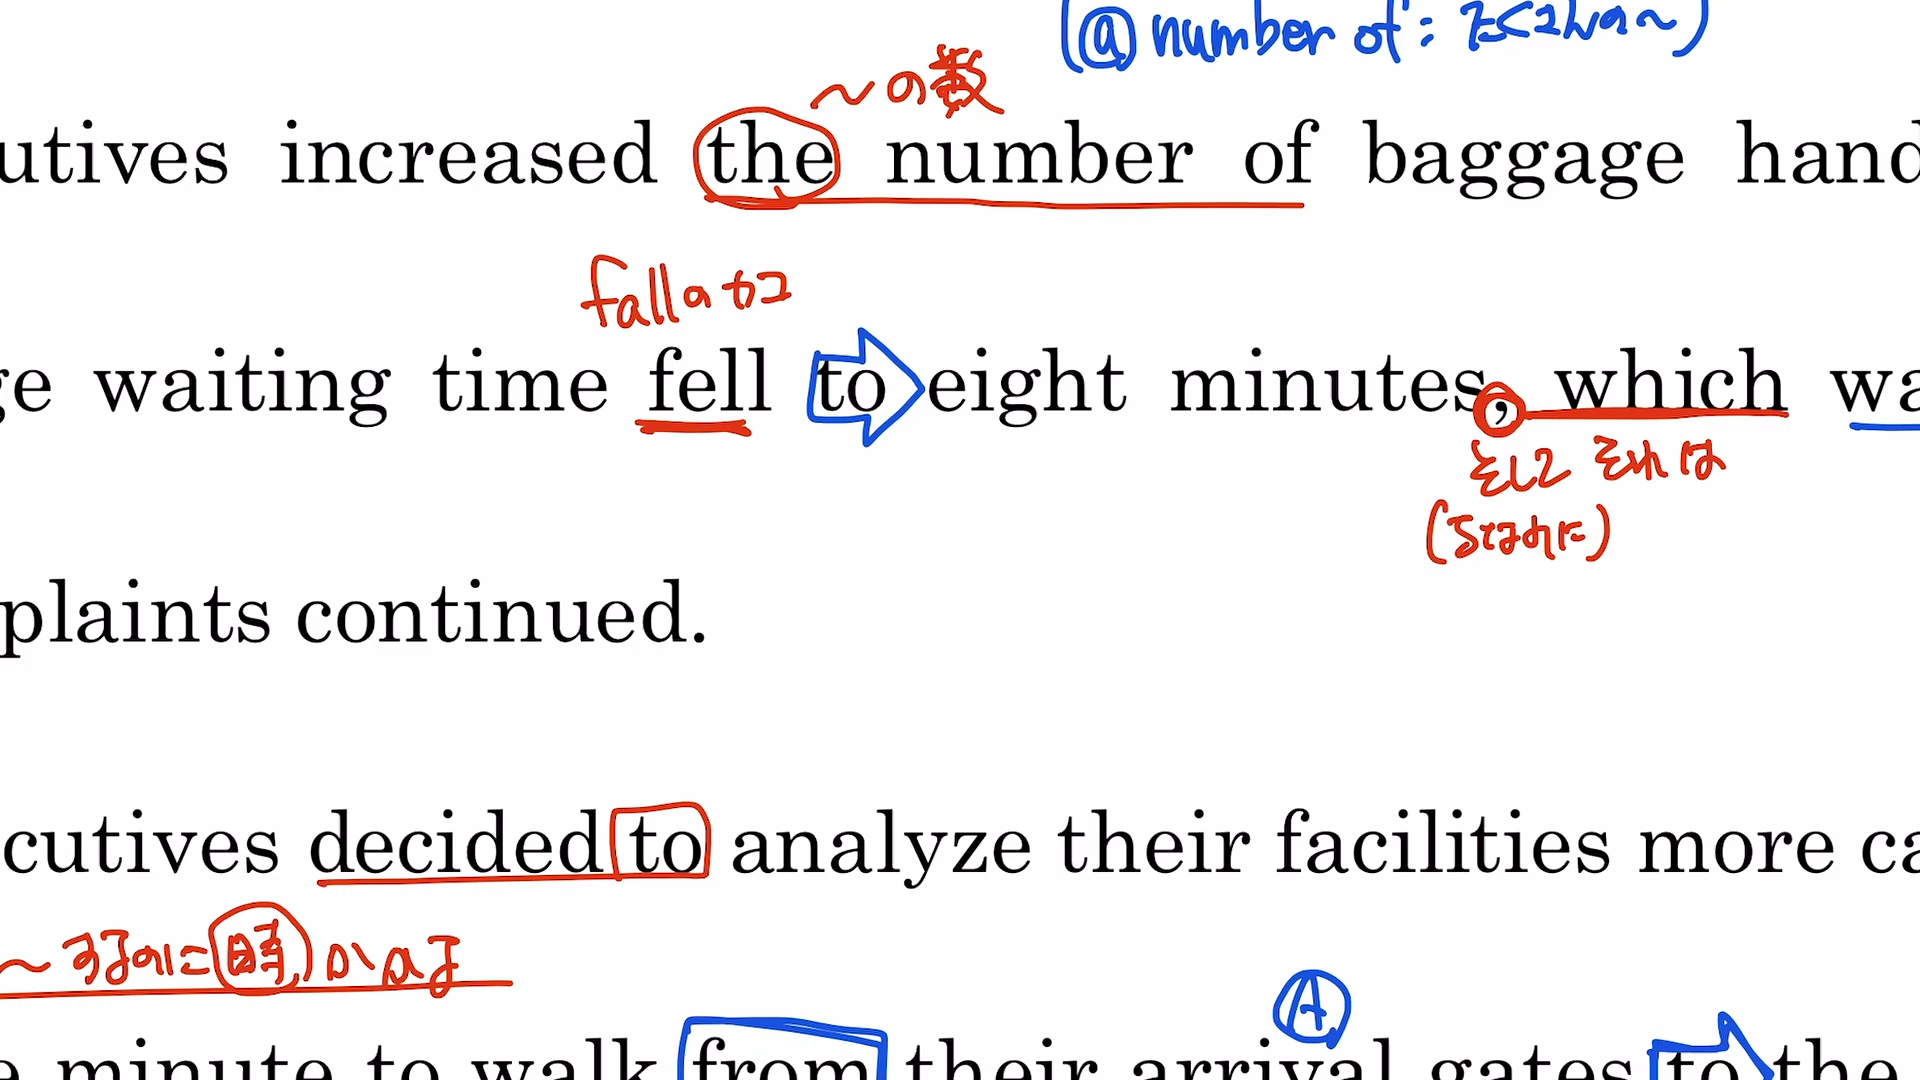 (a number of: たくさんの〜)
〜の数
utives increased the number of baggage hand
fallのカコ
ge waiting time fell to eight minutes, which wa
そして それは
(ちなみに)
plaints continued.
cutives decided to analyze their facilities more ca
〜するのに時がかかる
A
e minute to walk from their arrival gates to the